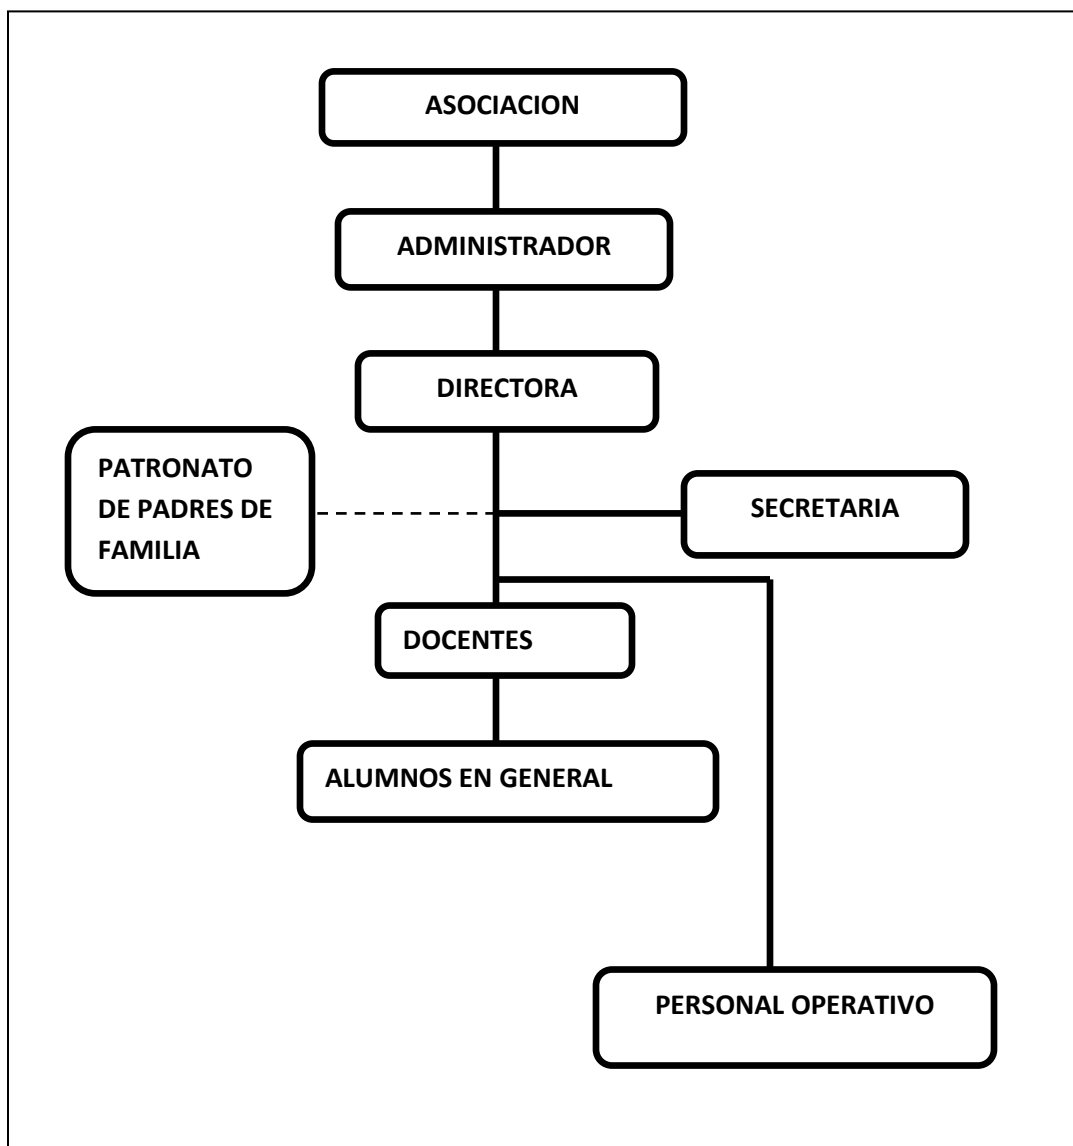 ASOCIACION
ADMINISTRADOR
DIRECTORA
PATRONATO
DE PADRES DE
FAMILIA
SECRETARIA
DOCENTES
ALUMNOS EN GENERAL
PERSONAL OPERATIVO